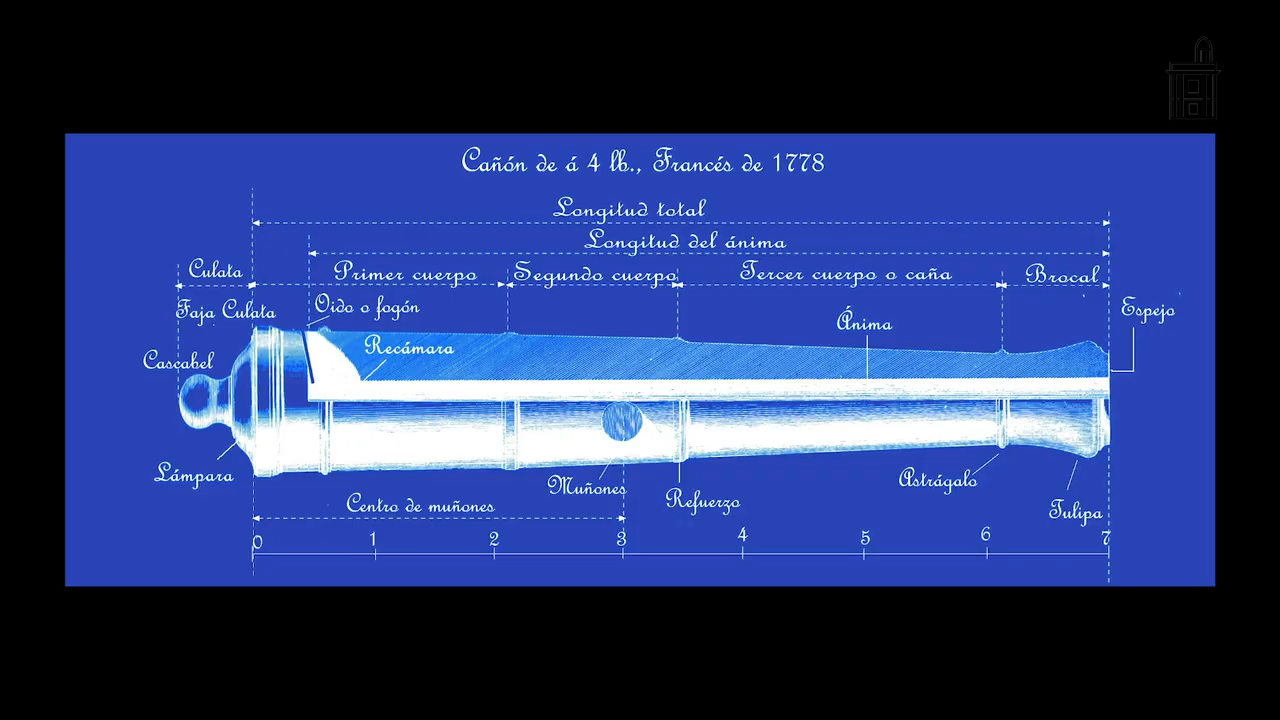 Cañón de á 4 lb., Francés de 1778
Longitud total
Longitud del ánima
Culata
Primer cuerpo
Segundo cuerpo
Tercer cuerpo o caña
Brocal
Faja Culata
Oido o fogón
Ánima
Espejo
Cascabel
Recámara
Lámpara
Muñones
Refuerzo
Astrágalo
Tulipa
Centro de muñones
0 1 2 3 4 5 6 7